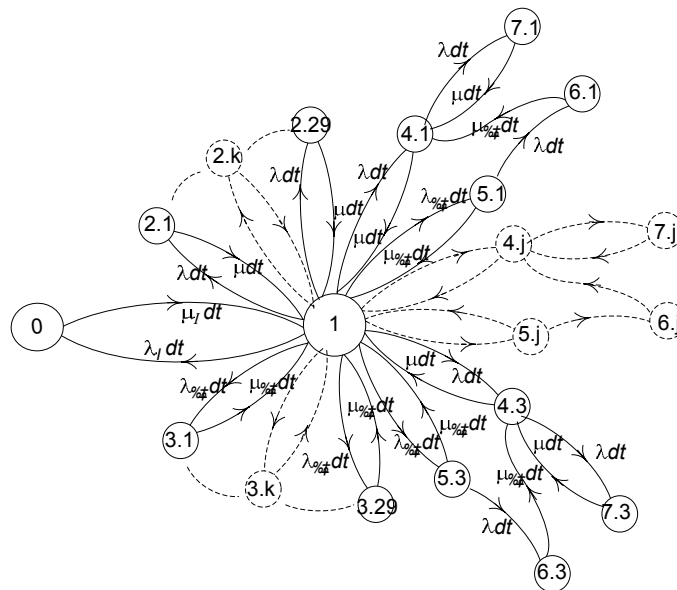 7.1
λdt
μdt
6.1
2.29
4.1
μ%‡dt
2.k
λdt
λdt
λdt
5.1
λ%‡dt
2.1
μdt
7.j
μdt
4.j
μdt
μ%‡dt
λdt
0
μI dt
1
6.j
5.j
λI dt
μdt
λdt
λ%‡dt
μ%‡dt
4.3
μ%‡dt
μ%‡dt
3.1
λ%‡dt
μdt
λdt
λ%‡dt
μ%‡dt
5.3
3.k
3.29
7.3
λdt
6.3